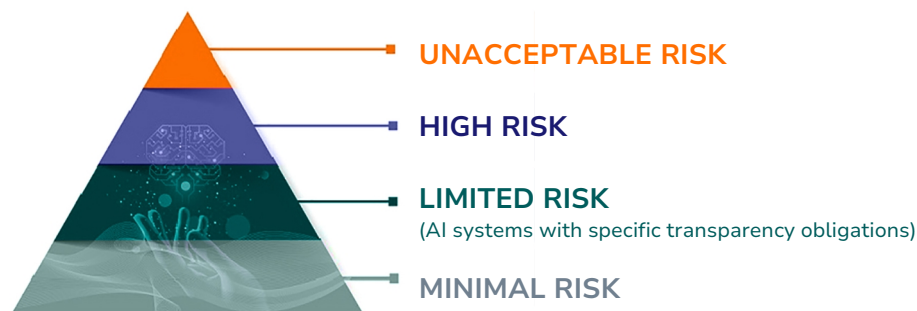 UNACCEPTABLE RISK
HIGH RISK
LIMITED RISK
(AI systems with specific transparency obligations)
MINIMAL RISK